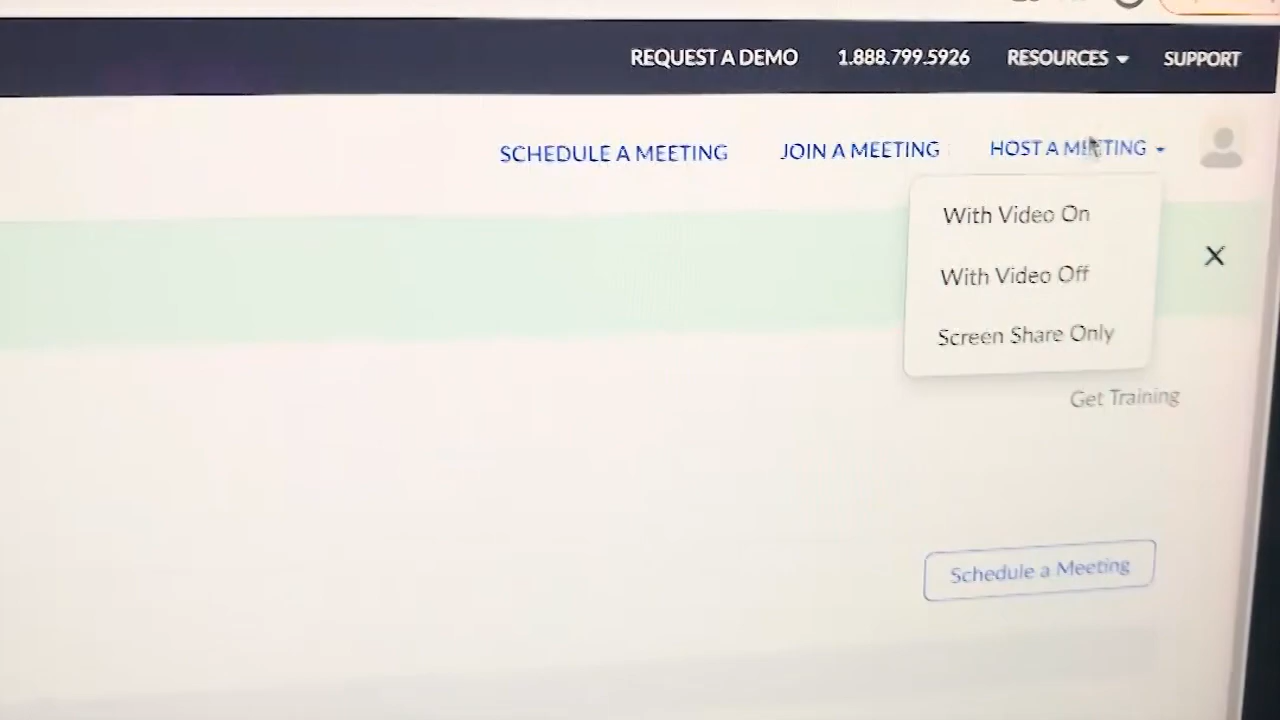 REQUEST A DEMO 1.888.799.5926 RESOURCES SUPPORT
SCHEDULE A MEETING JOIN A MEETING HOST A MEETING
With Video On
X
With Video Off
Screen Share Only
Get Training
Schedule a Meeting